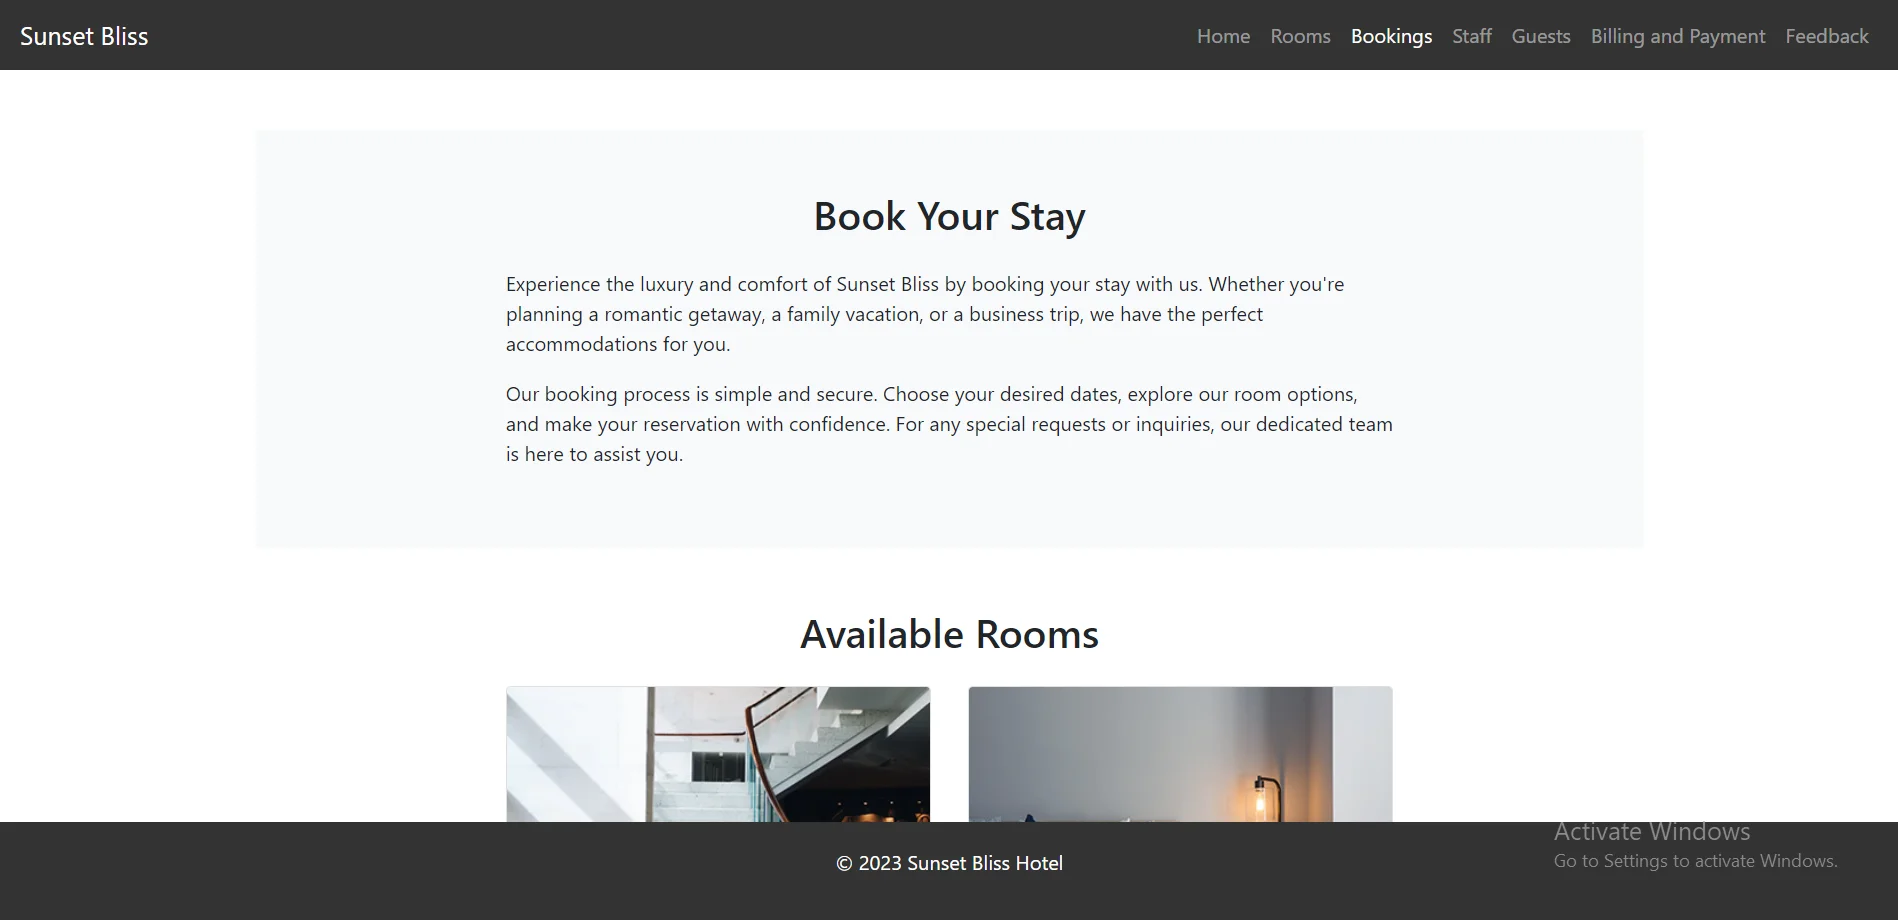 Sunset Bliss
Home Rooms Bookings Staff Guests Billing and Payment Feedback
Book Your Stay
Experience the luxury and comfort of Sunset Bliss by booking your stay with us. Whether you're
planning a romantic getaway, a family vacation, or a business trip, we have the perfect
accommodations for you.
Our booking process is simple and secure. Choose your desired dates, explore our room options,
and make your reservation with confidence. For any special requests or inquiries, our dedicated team
is here to assist you.
Available Rooms
Activate Windows
Go to Settings to activate Windows.
© 2023 Sunset Bliss Hotel